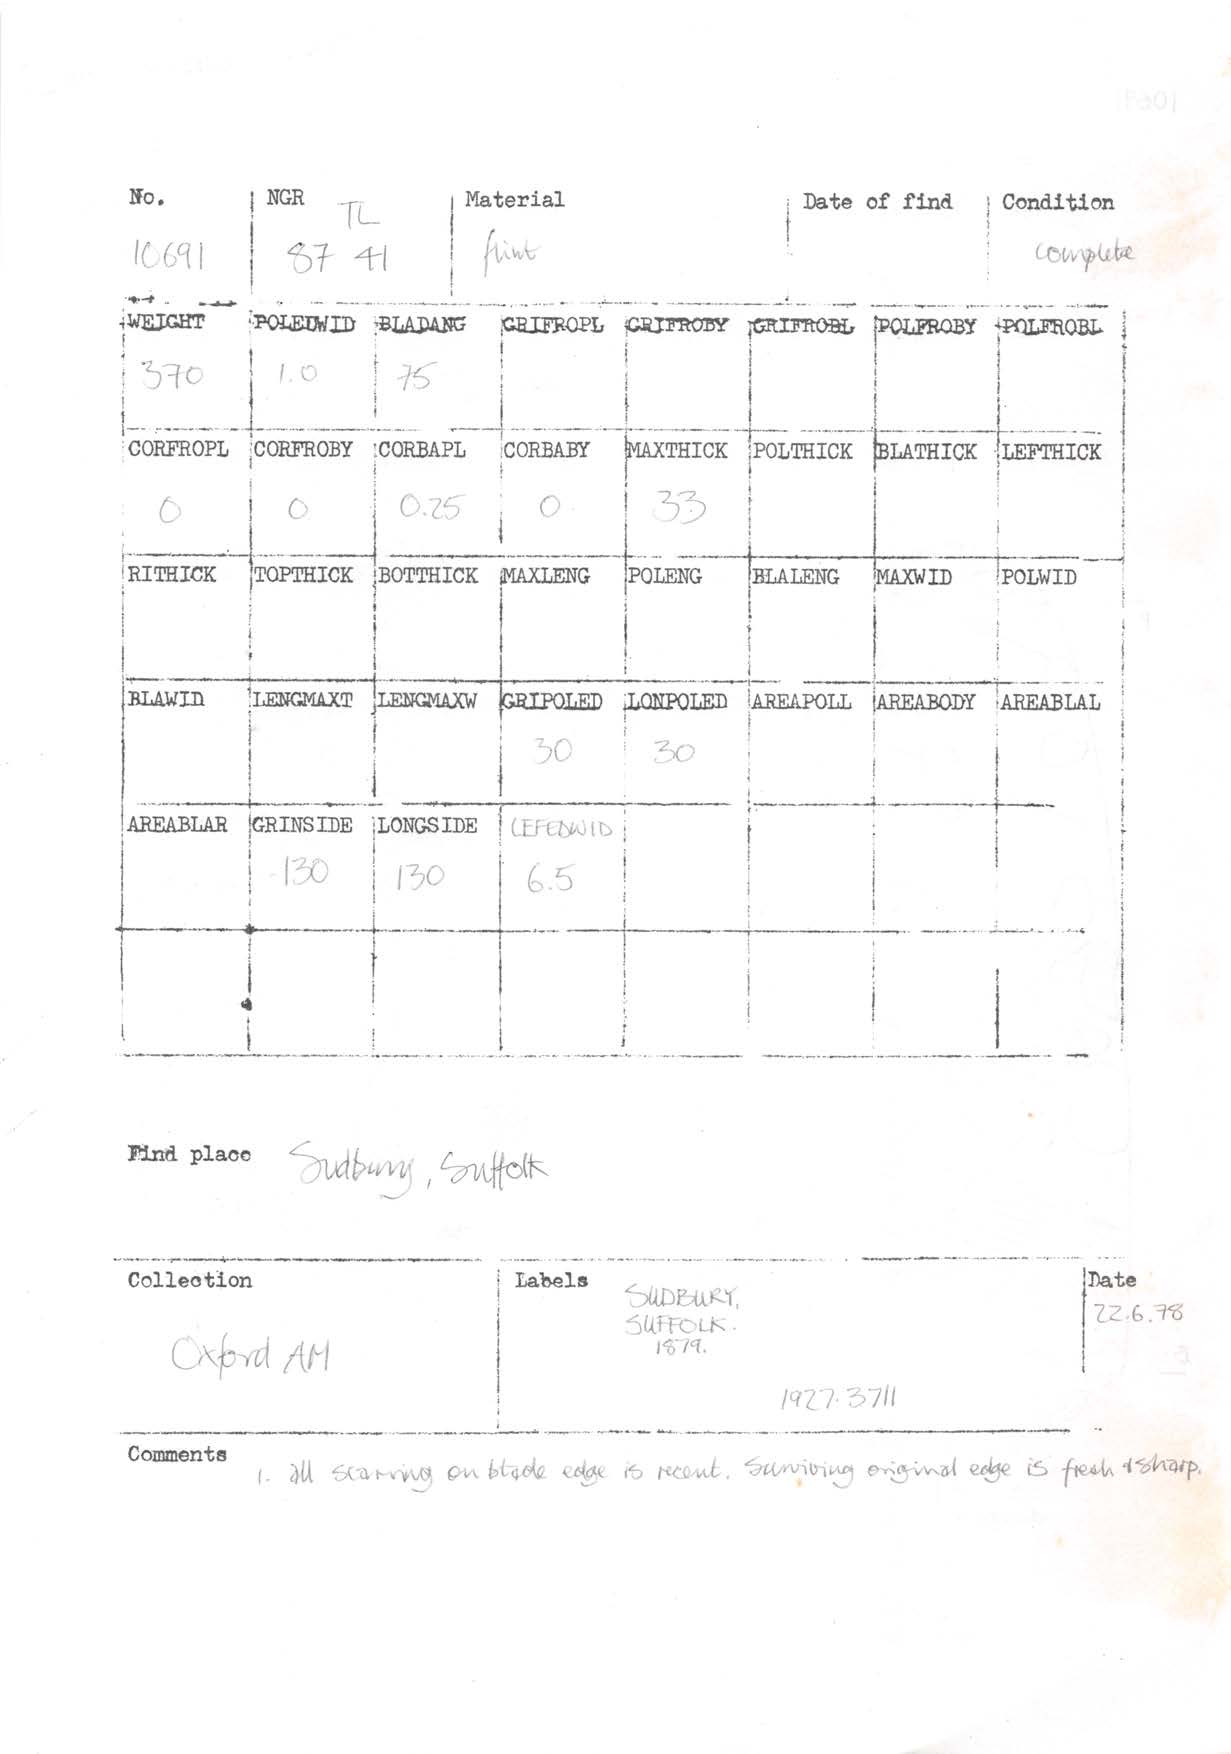 No. NGR TL Material Date of find Condition
10691 87 41 flint complete
WEIGHT POLEDWID BLADANG GRIFROPL GRIFROBY GRIFROBL POLFROBY POLFROBL
370 1.0 75
CORFROPL CORFROBY CORBAPL CORBABY MAXTHICK POLTHICK BLATHICK LEFTHICK
0 0 0.25 0 33
RITHICK TOPTHICK BOTTHICK MAXLENG POLENG BLALENG MAXWID POLWID
BLAWID LENGMAXT LENGMAXW GRIPOLED LONPOLED AREAPOLL AREABODY AREABLAL
30 30
AREABLAR GRINSIDE LONGSIDE LEFEDWID
130 130 6.5
Find place Sudbury, Suffolk
Collection Labels Date
SUDBURY,
SUFFOLK.
1879.
22.6.78
Oxford AM
1927.3711
Comments
1. all scarring on blade edge is recent. Surviving original edge is fresh & sharp.